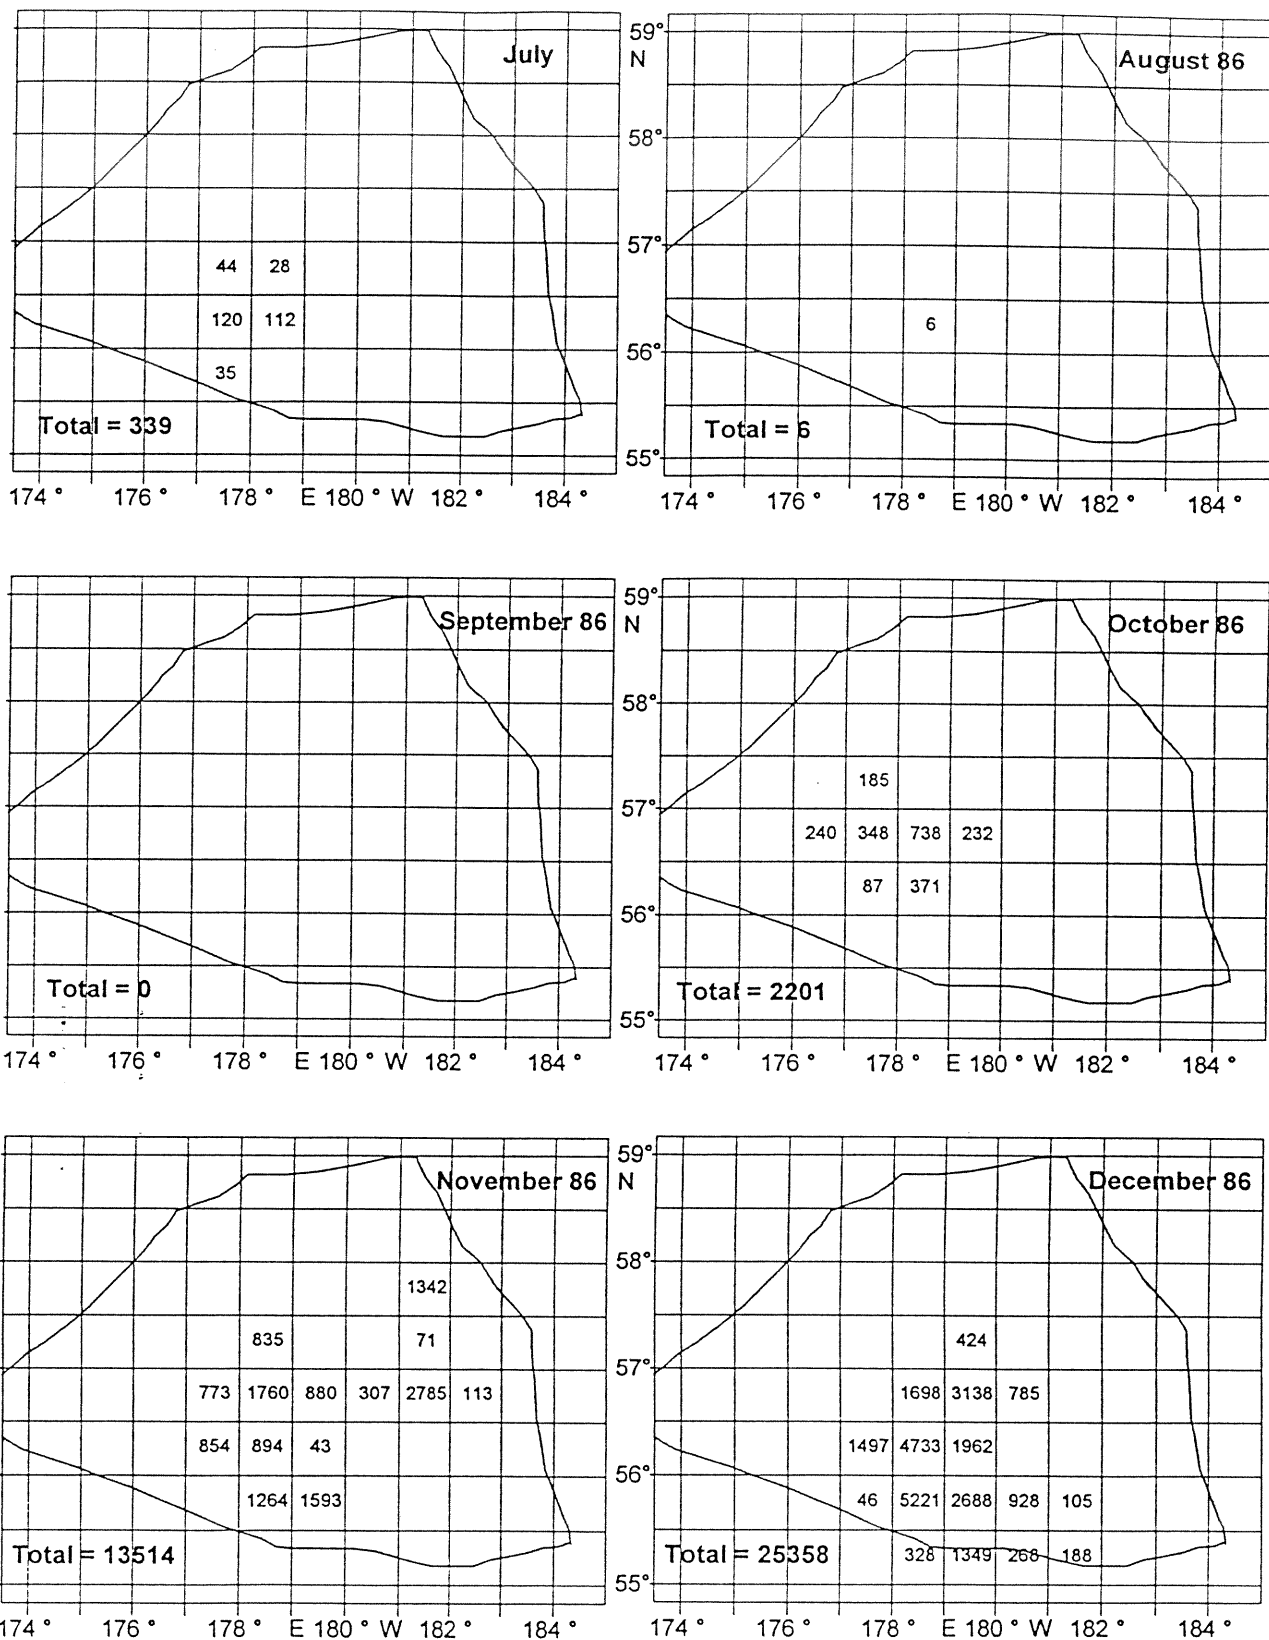 July
59°
N
August 86
58°
57°
44 28
120 112
6
56°
35
Total = 339
Total = 6
55°
174 ° 176 ° 178 ° E 180 ° W 182 ° 184 °
174 ° 176 ° 178 ° E 180 ° W 182 ° 184 °
September 86
59°
N
October 86
58°
185
57°
240 348 738 232
87 371
56°
Total = 0
Total = 2201
55°
174 ° 176 ° 178 ° E 180 ° W 182 ° 184 °
174 ° 176 ° 178 ° E 180 ° W 182 ° 184 °
November 86
59°
N
December 86
58°
1342
835 71
424
57°
773 1760 880 307 2785 113
1698 3138 785
854 894 43
1497 4733 1962
56°
1264 1593
46 5221 2688 928 105
Total = 13514
Total = 25358
328 1349 268 188
55°
174 ° 176 ° 178 ° E 180 ° W 182 ° 184 °
174 ° 176 ° 178 ° E 180 ° W 182 ° 184 °